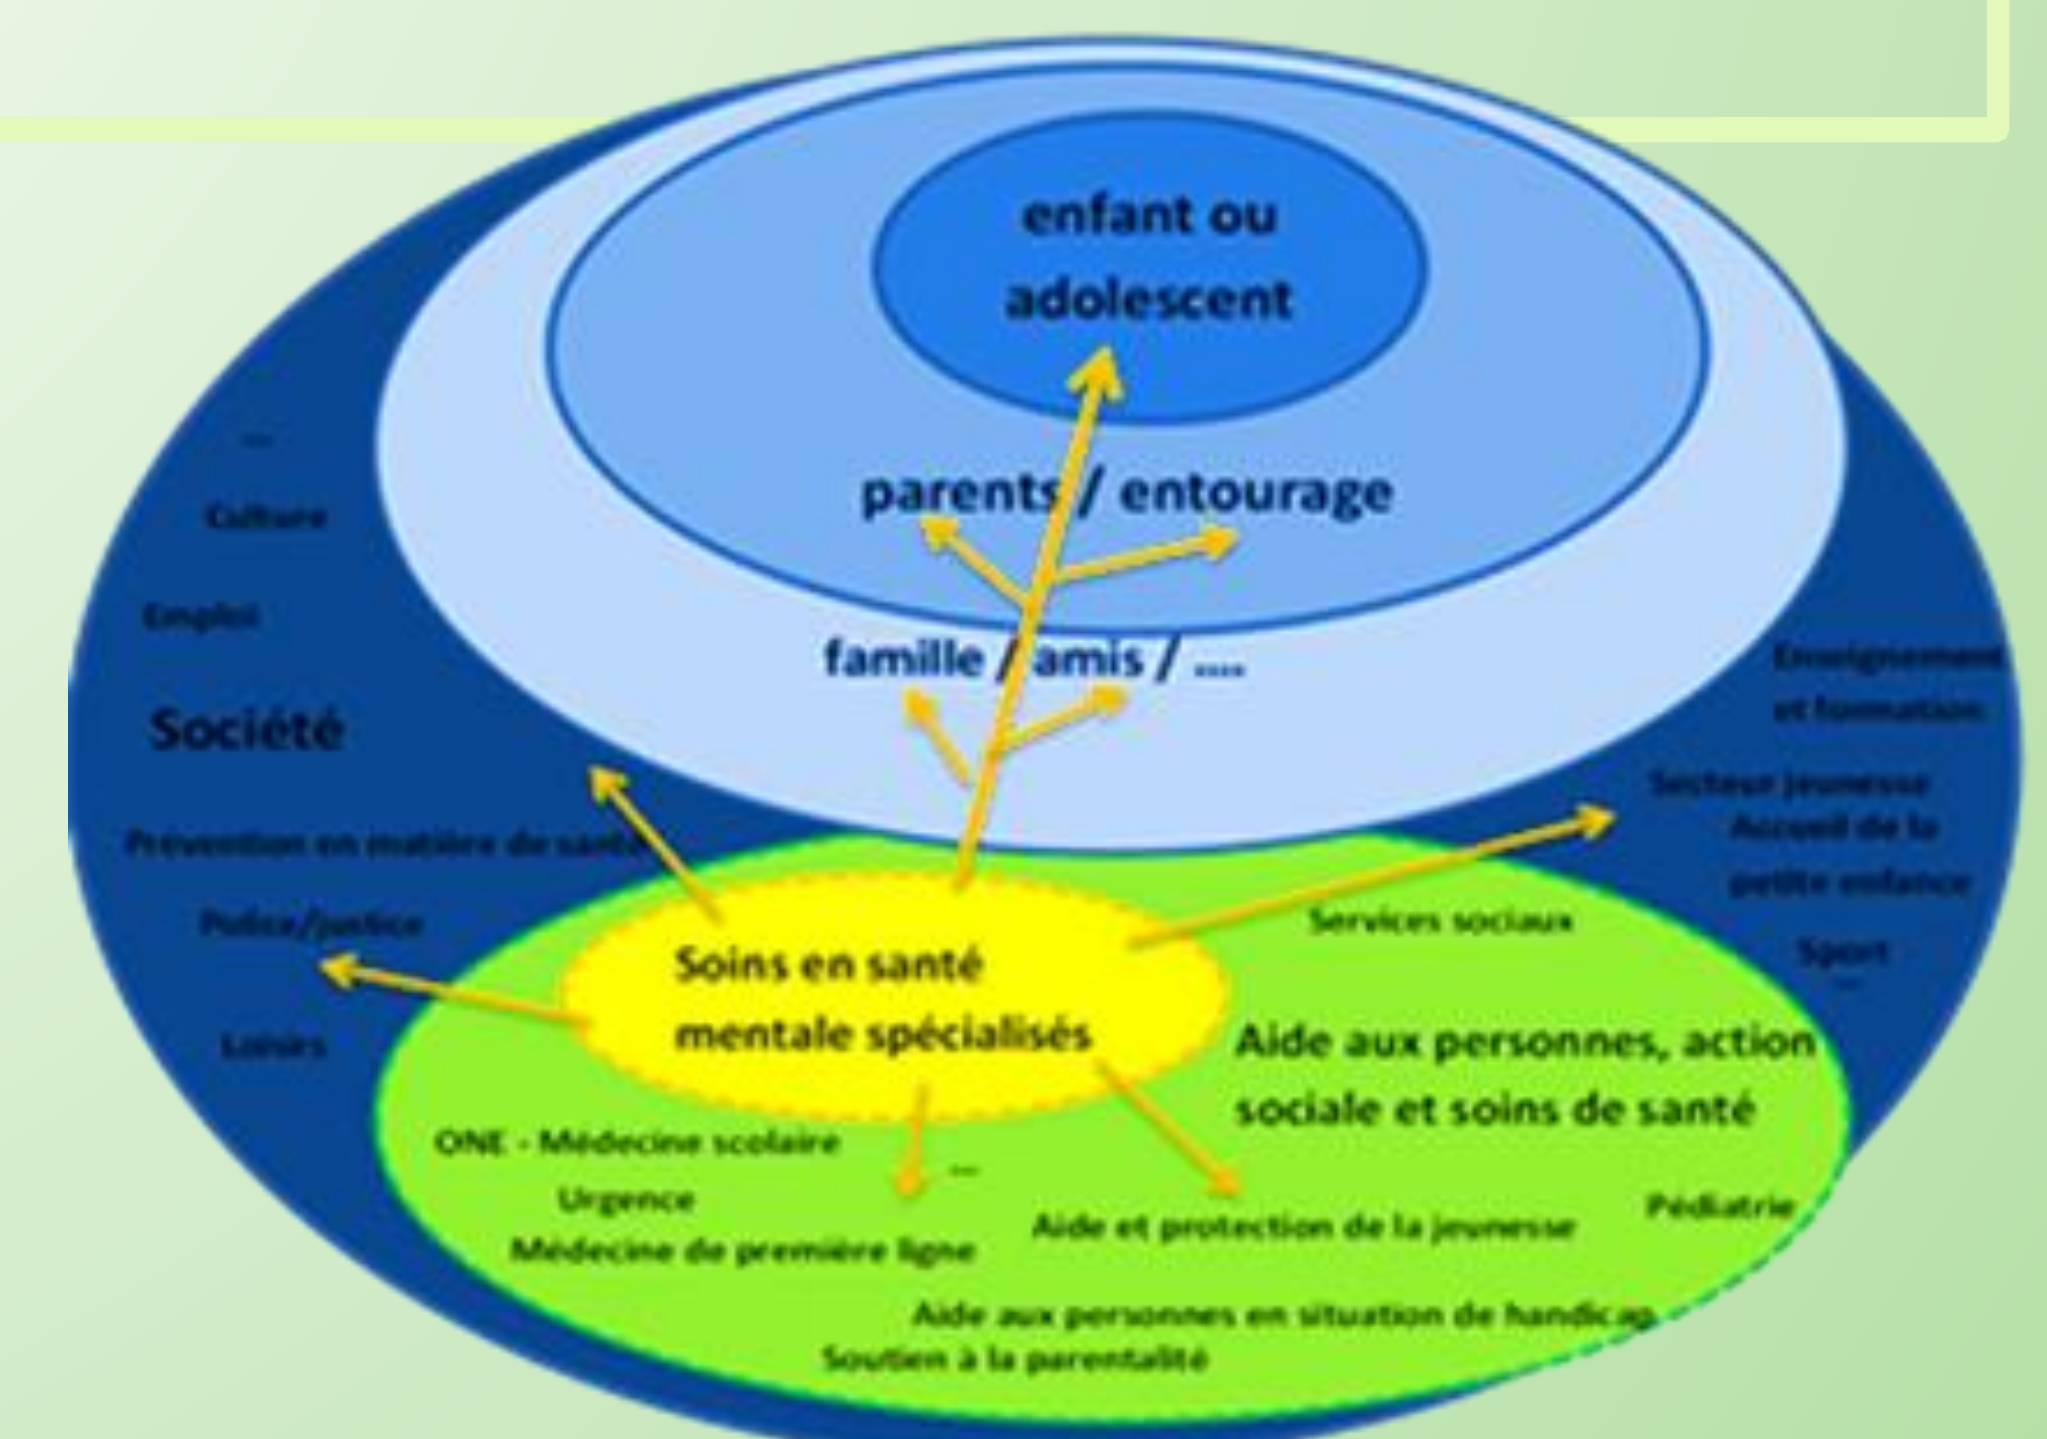 enfant ou
adolescent
parents / entourage
famille / amis / ....
...
Culture
Emploi
Société
Prévention en matière de santé
Police/justice
Loisirs
Enseignement
et formation
Secteur jeunesse
Accueil de la
petite enfance
Sport
...
Soins en santé
mentale spécialisés
Services sociaux
Aide aux personnes, action
sociale et soins de santé
ONE - Médecine scolaire
...
Urgence
Médecine de première ligne
Aide et protection de la jeunesse
Pédiatrie
Aide aux personnes en situation de handicap
Soutien à la parentalité